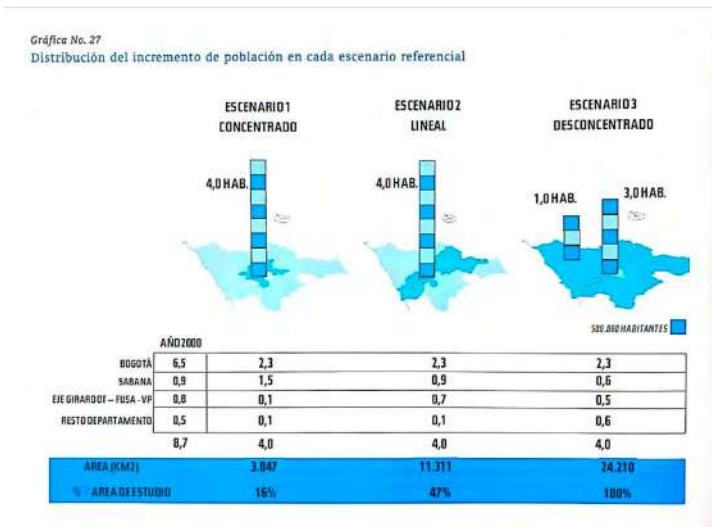 Gráfica No. 27
Distribución del incremento de población en cada escenario referencial
ESCENARIO 1 ESCENARIO 2 ESCENARIO 3
CONCENTRADO LINEAL DESCONCENTRADO
4,0 HAB. 4,0 HAB. 1,0 HAB. 3,0 HAB.
500.000 HABITANTES
AÑO 2000
BOGOTÀ 6,5 2,3 2,3 2,3
SABANA 0,9 1,5 0,9 0,6
EJE GIRARDOT – FUSA - VP 0,8 0,1 0,7 0,5
RESTO DEPARTAMENTO 0,5 0,1 0,1 0,6
8,7 4,0 4,0 4,0
AREA (KM2) 3.847 11.311 24.210
% AREA DE ESTUDIO 16% 47% 100%